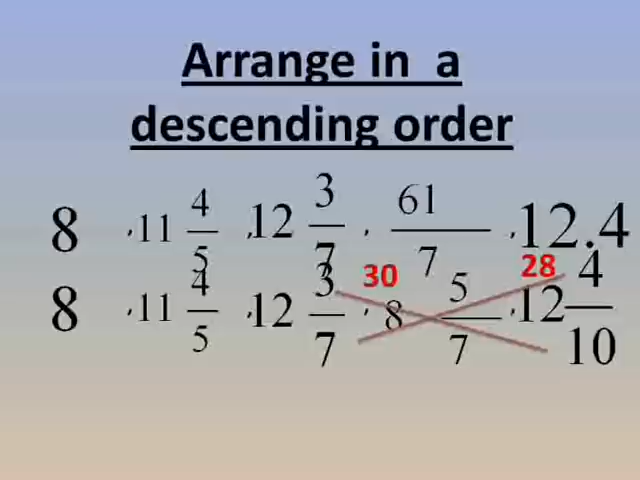 Arrange in a
descending order
8 , 11 4/5 , 12 3/7 , 61/7 , 12.4
30 28
8 , 11 4/5 , 12 3/7 , 8 5/7 , 12 4/10